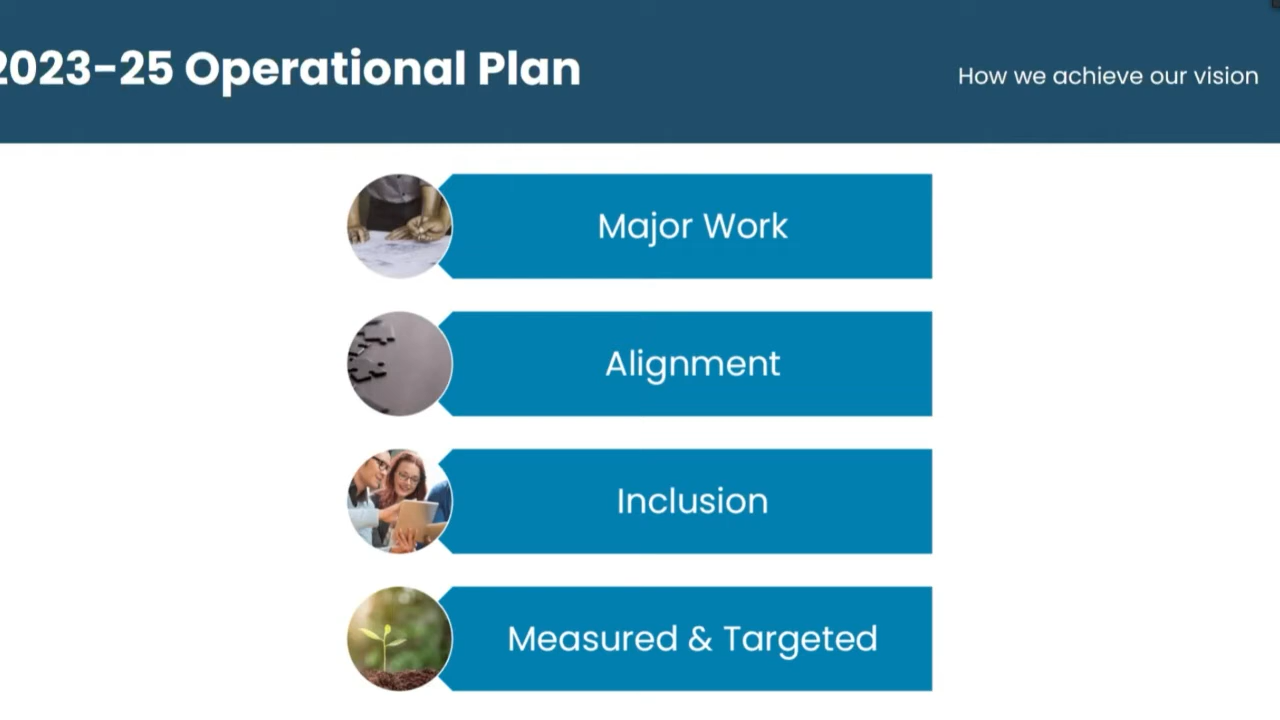 2023-25 Operational Plan
How we achieve our vision
Major Work
Alignment
Inclusion
Measured & Targeted